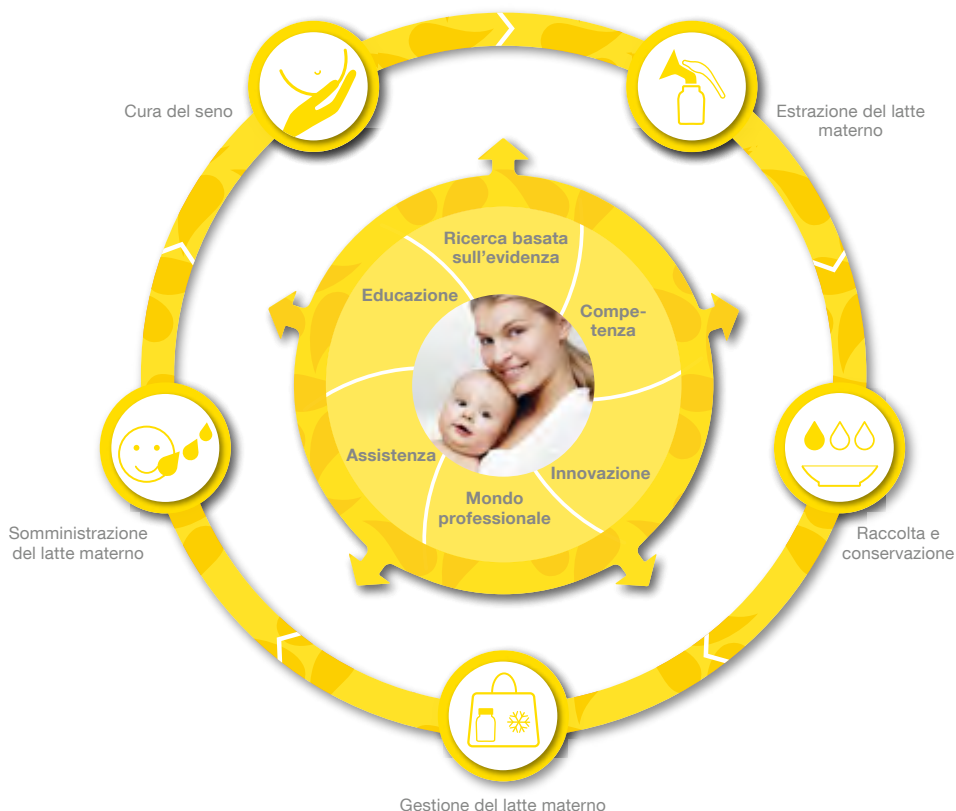 Cura del seno
Estrazione del latte
materno
Ricerca basata
sull'evidenza
Educazione
Compe-
tenza
Assistenza
Innovazione
Mondo
professionale
Somministrazione
del latte materno
Raccolta e
conservazione
Gestione del latte materno